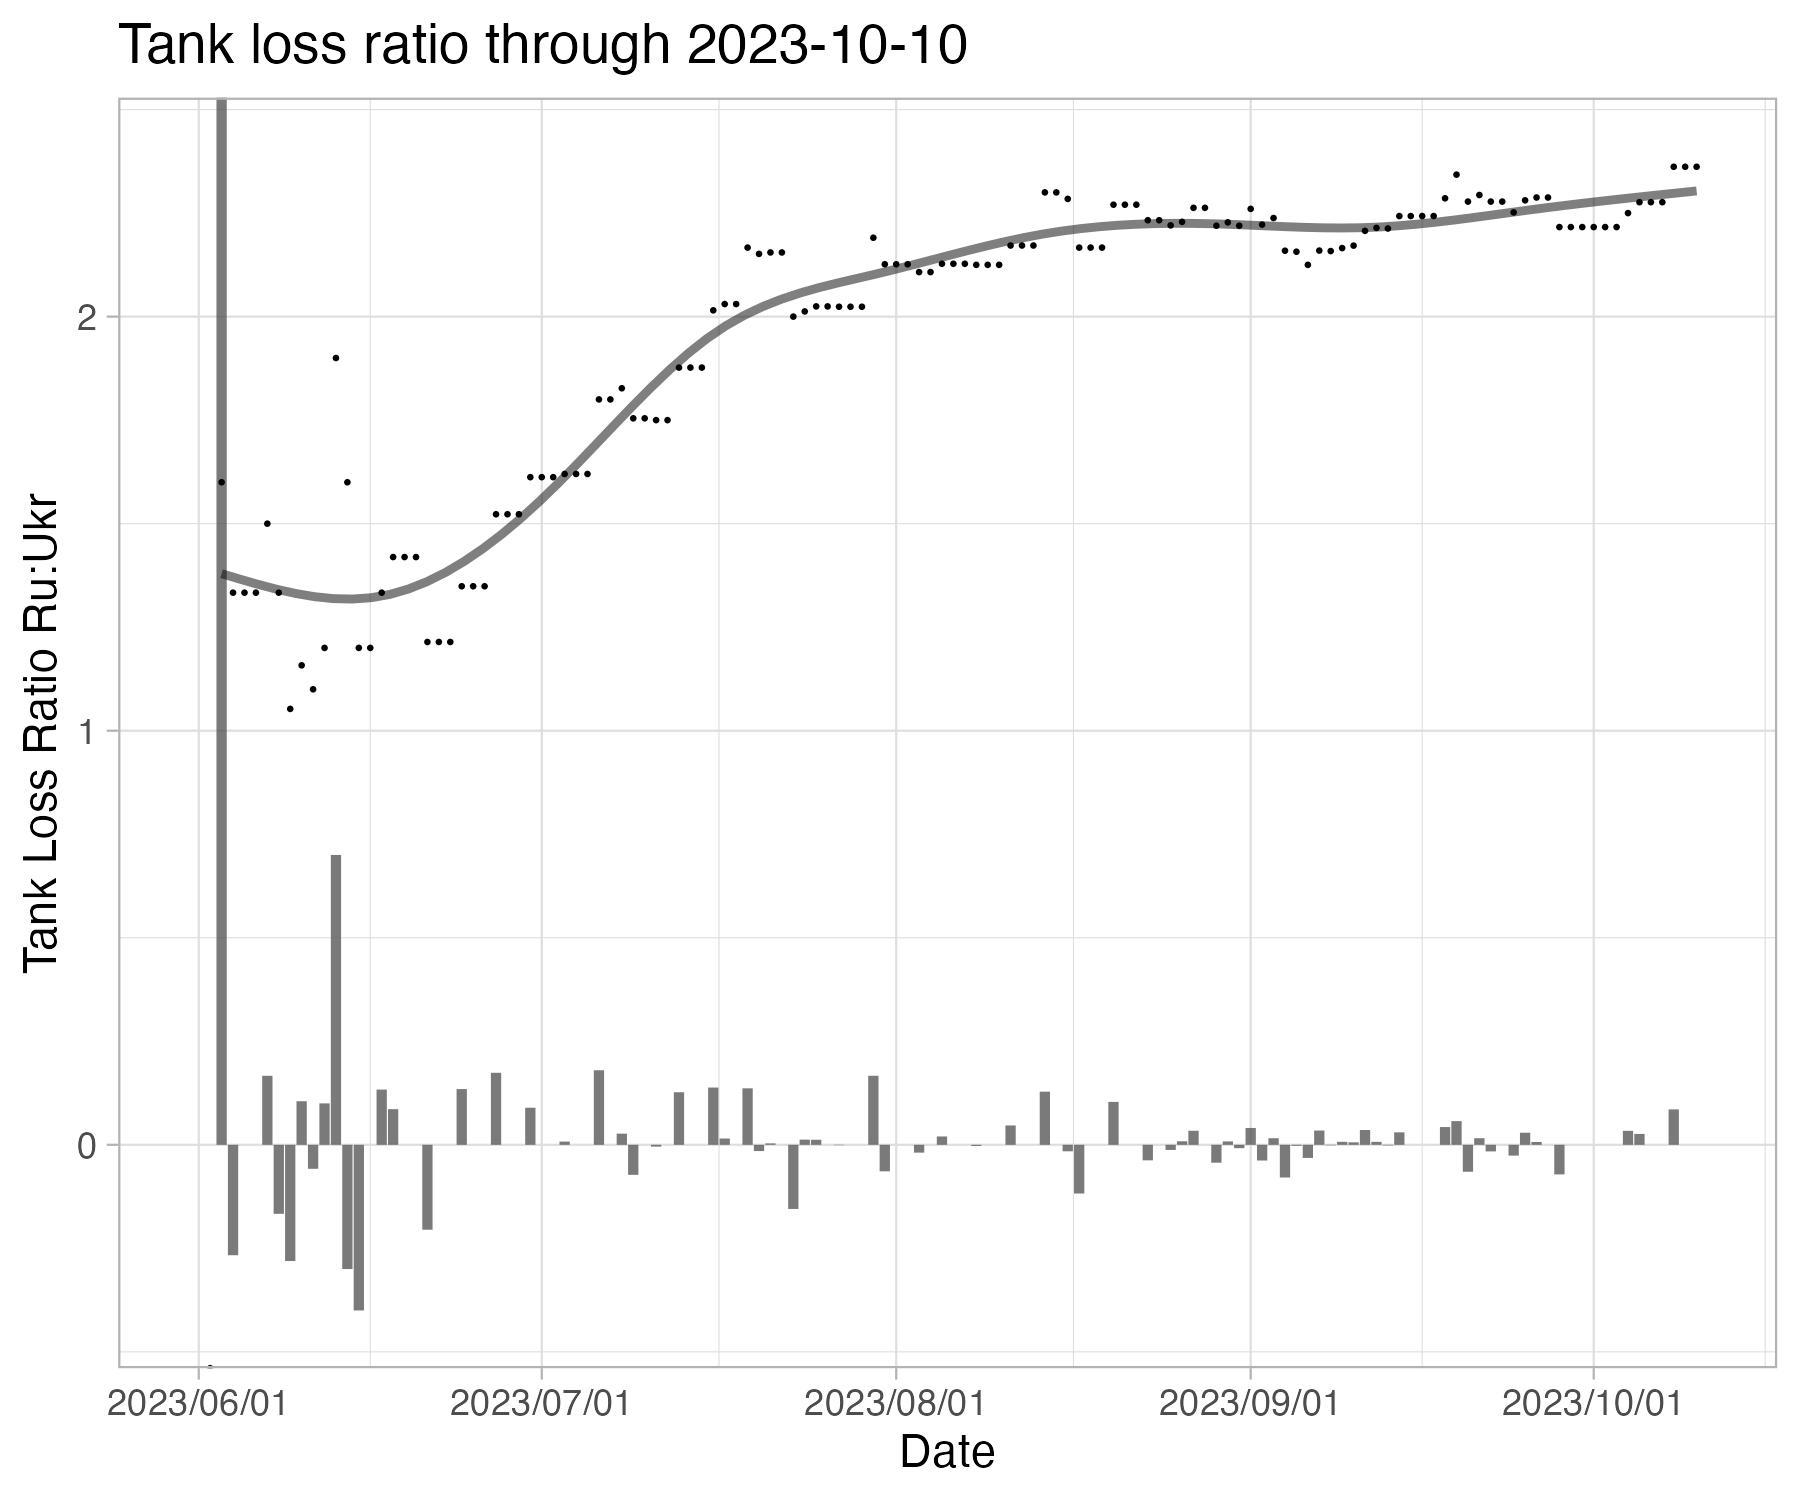 Tank loss ratio through 2023-10-10
Tank Loss Ratio Ru:Ukr
2
1
0
2023/06/01 2023/07/01 2023/08/01 2023/09/01 2023/10/01
Date